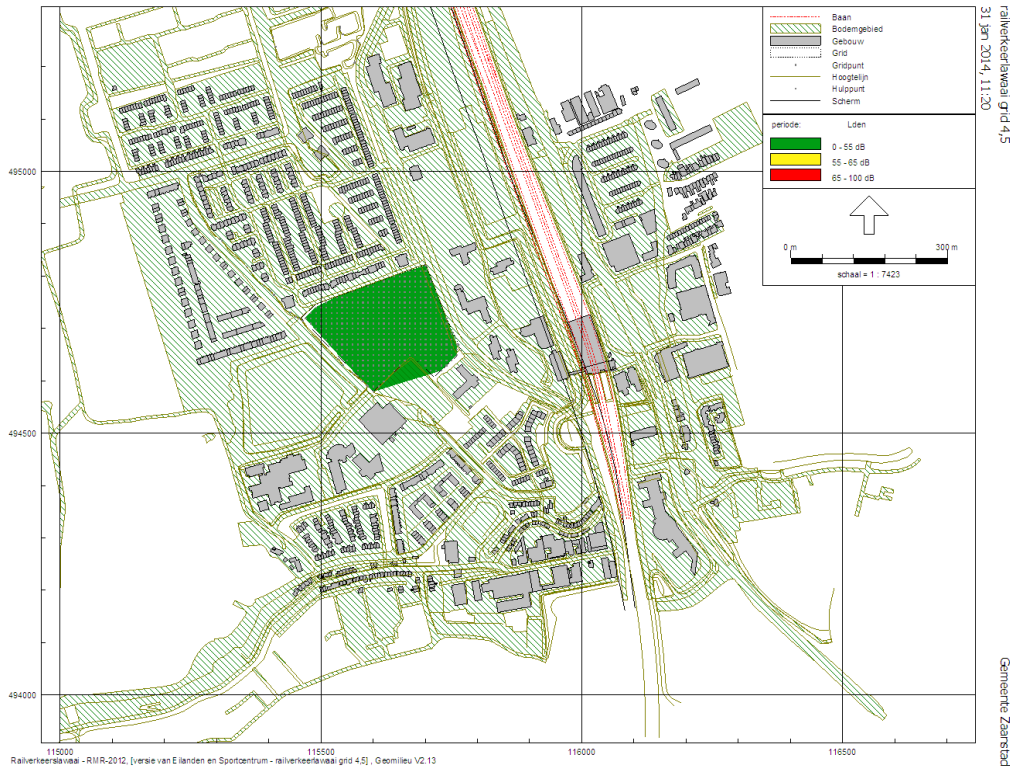 railverkeerslawaai grid 4,5
31 jan 2014, 11:20
Baan
Bodemgebied
Gebouw
Grid
Gridpunt
Hoogtelijn
Hulppunt
Scherm
periode: Lden
0 - 55 dB
55 - 65 dB
65 - 100 dB
0 m 300 m
schaal = 1 : 7423
495000
494500
494000
115000 115500 116000 116500
Railverkeerslawaai - RMR-2012, [versie van Eilanden en Sportcentrum - railverkeerlawaai grid 4,5] , Geomilieu V2.13
Gemeente Zaanstad